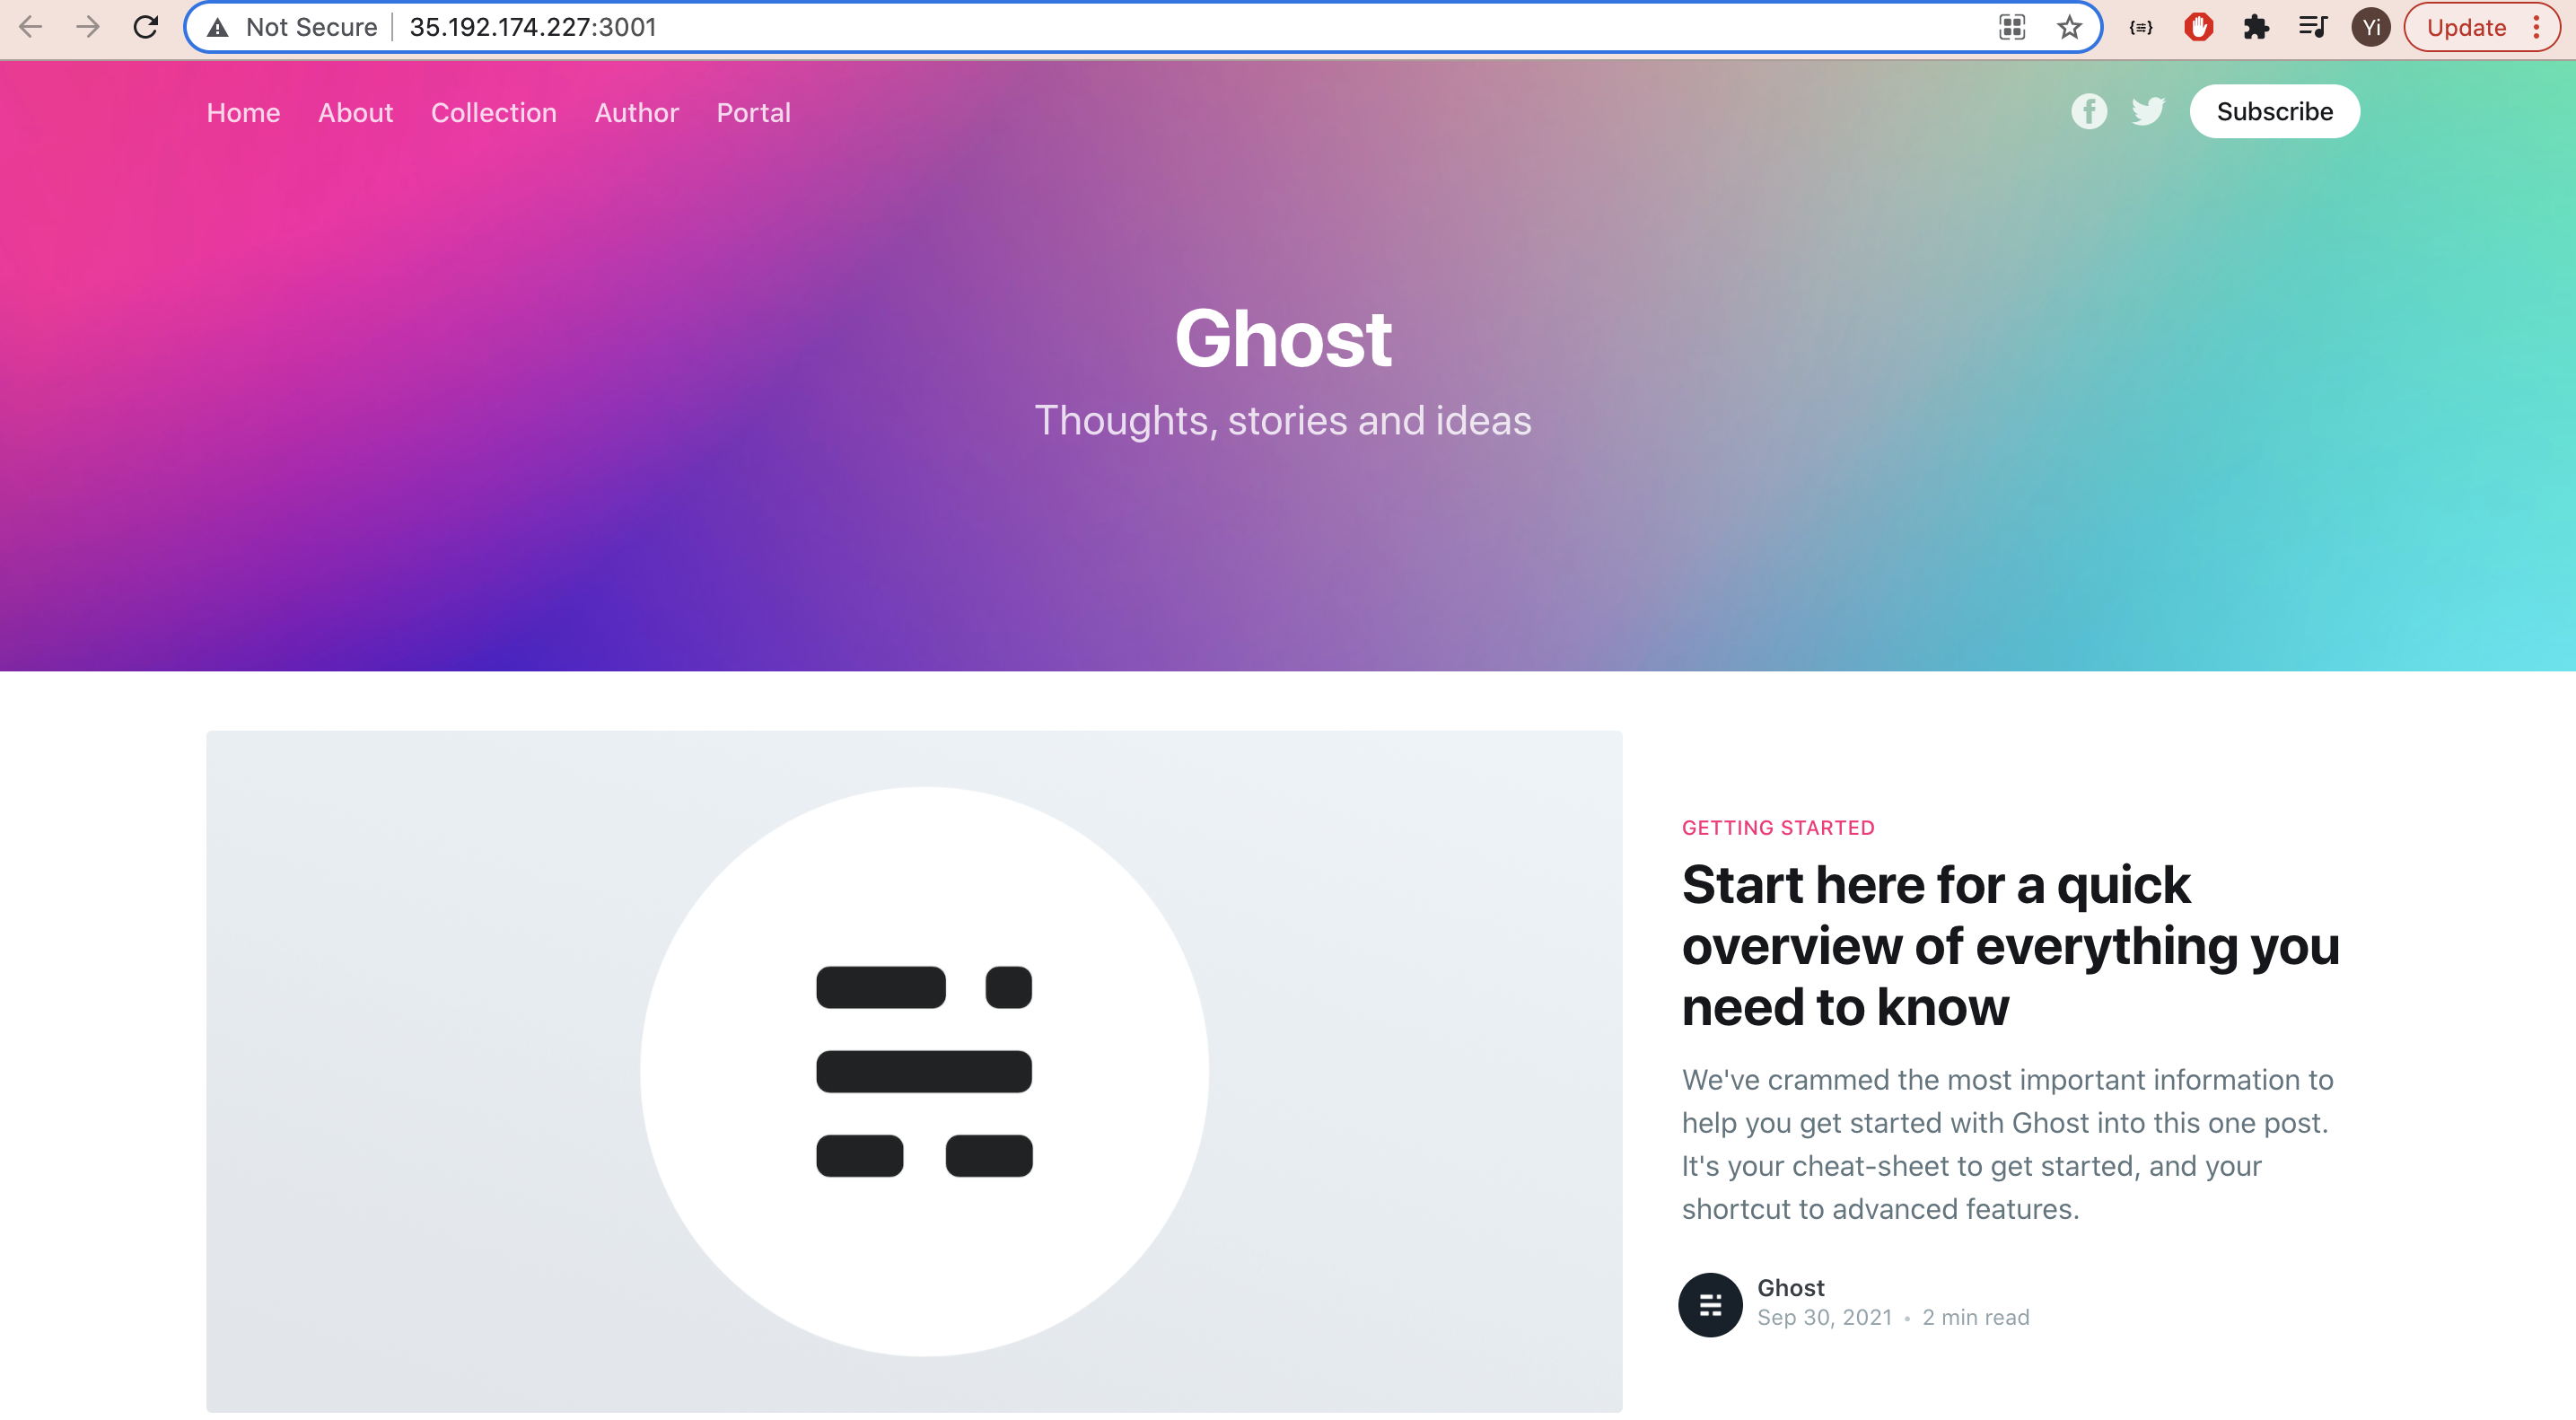 Not Secure 35.192.174.227:3001
Yi
Update
Home About Collection Author Portal
Subscribe
Ghost
Thoughts, stories and ideas
GETTING STARTED
Start here for a quick
overview of everything you
need to know
We've crammed the most important information to
help you get started with Ghost into this one post.
It's your cheat-sheet to get started, and your
shortcut to advanced features.
Ghost
Sep 30, 2021 • 2 min read